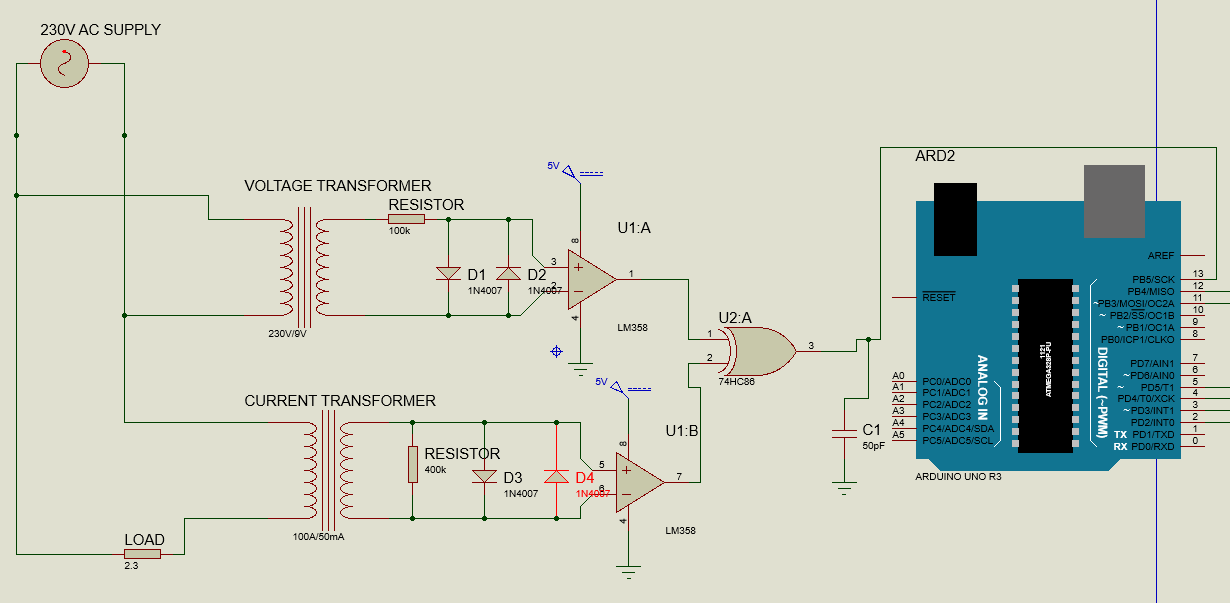 230V AC SUPPLY
VOLTAGE TRANSFORMER
230V/9V
RESISTOR
100k
D1
1N4007
D2
1N4007
5V
U1:A
3
2
8
4
1
LM358
CURRENT TRANSFORMER
100A/50mA
RESISTOR
400k
D3
1N4007
D4
1N4007
5V
U1:B
5
6
8
4
7
LM358
LOAD
2.3
U2:A
1
2
3
74HC86
C1
50pF
ARD2
RESET
AREF
PB5/SCK 13
PB4/MISO 12
~PB3/MOSI/OC2A 11
~ PB2/SS/OC1B 10
~ PB1/OC1A 9
PB0/ICP1/CLKO 8
PD7/AIN1 7
~PD6/AIN0 6
~ PD5/T1 5
PD4/T0/XCK 4
~PD3/INT1 3
PD2/INT0 2
TX PD1/TXD 1
RX PD0/RXD 0
A0 PC0/ADC0
A1 PC1/ADC1
A2 PC2/ADC2
A3 PC3/ADC3
A4 PC4/ADC4/SDA
A5 PC5/ADC5/SCL
ANALOG IN
1121
ATMEGA328P-PU
DIGITAL (~PWM)
ARDUINO UNO R3